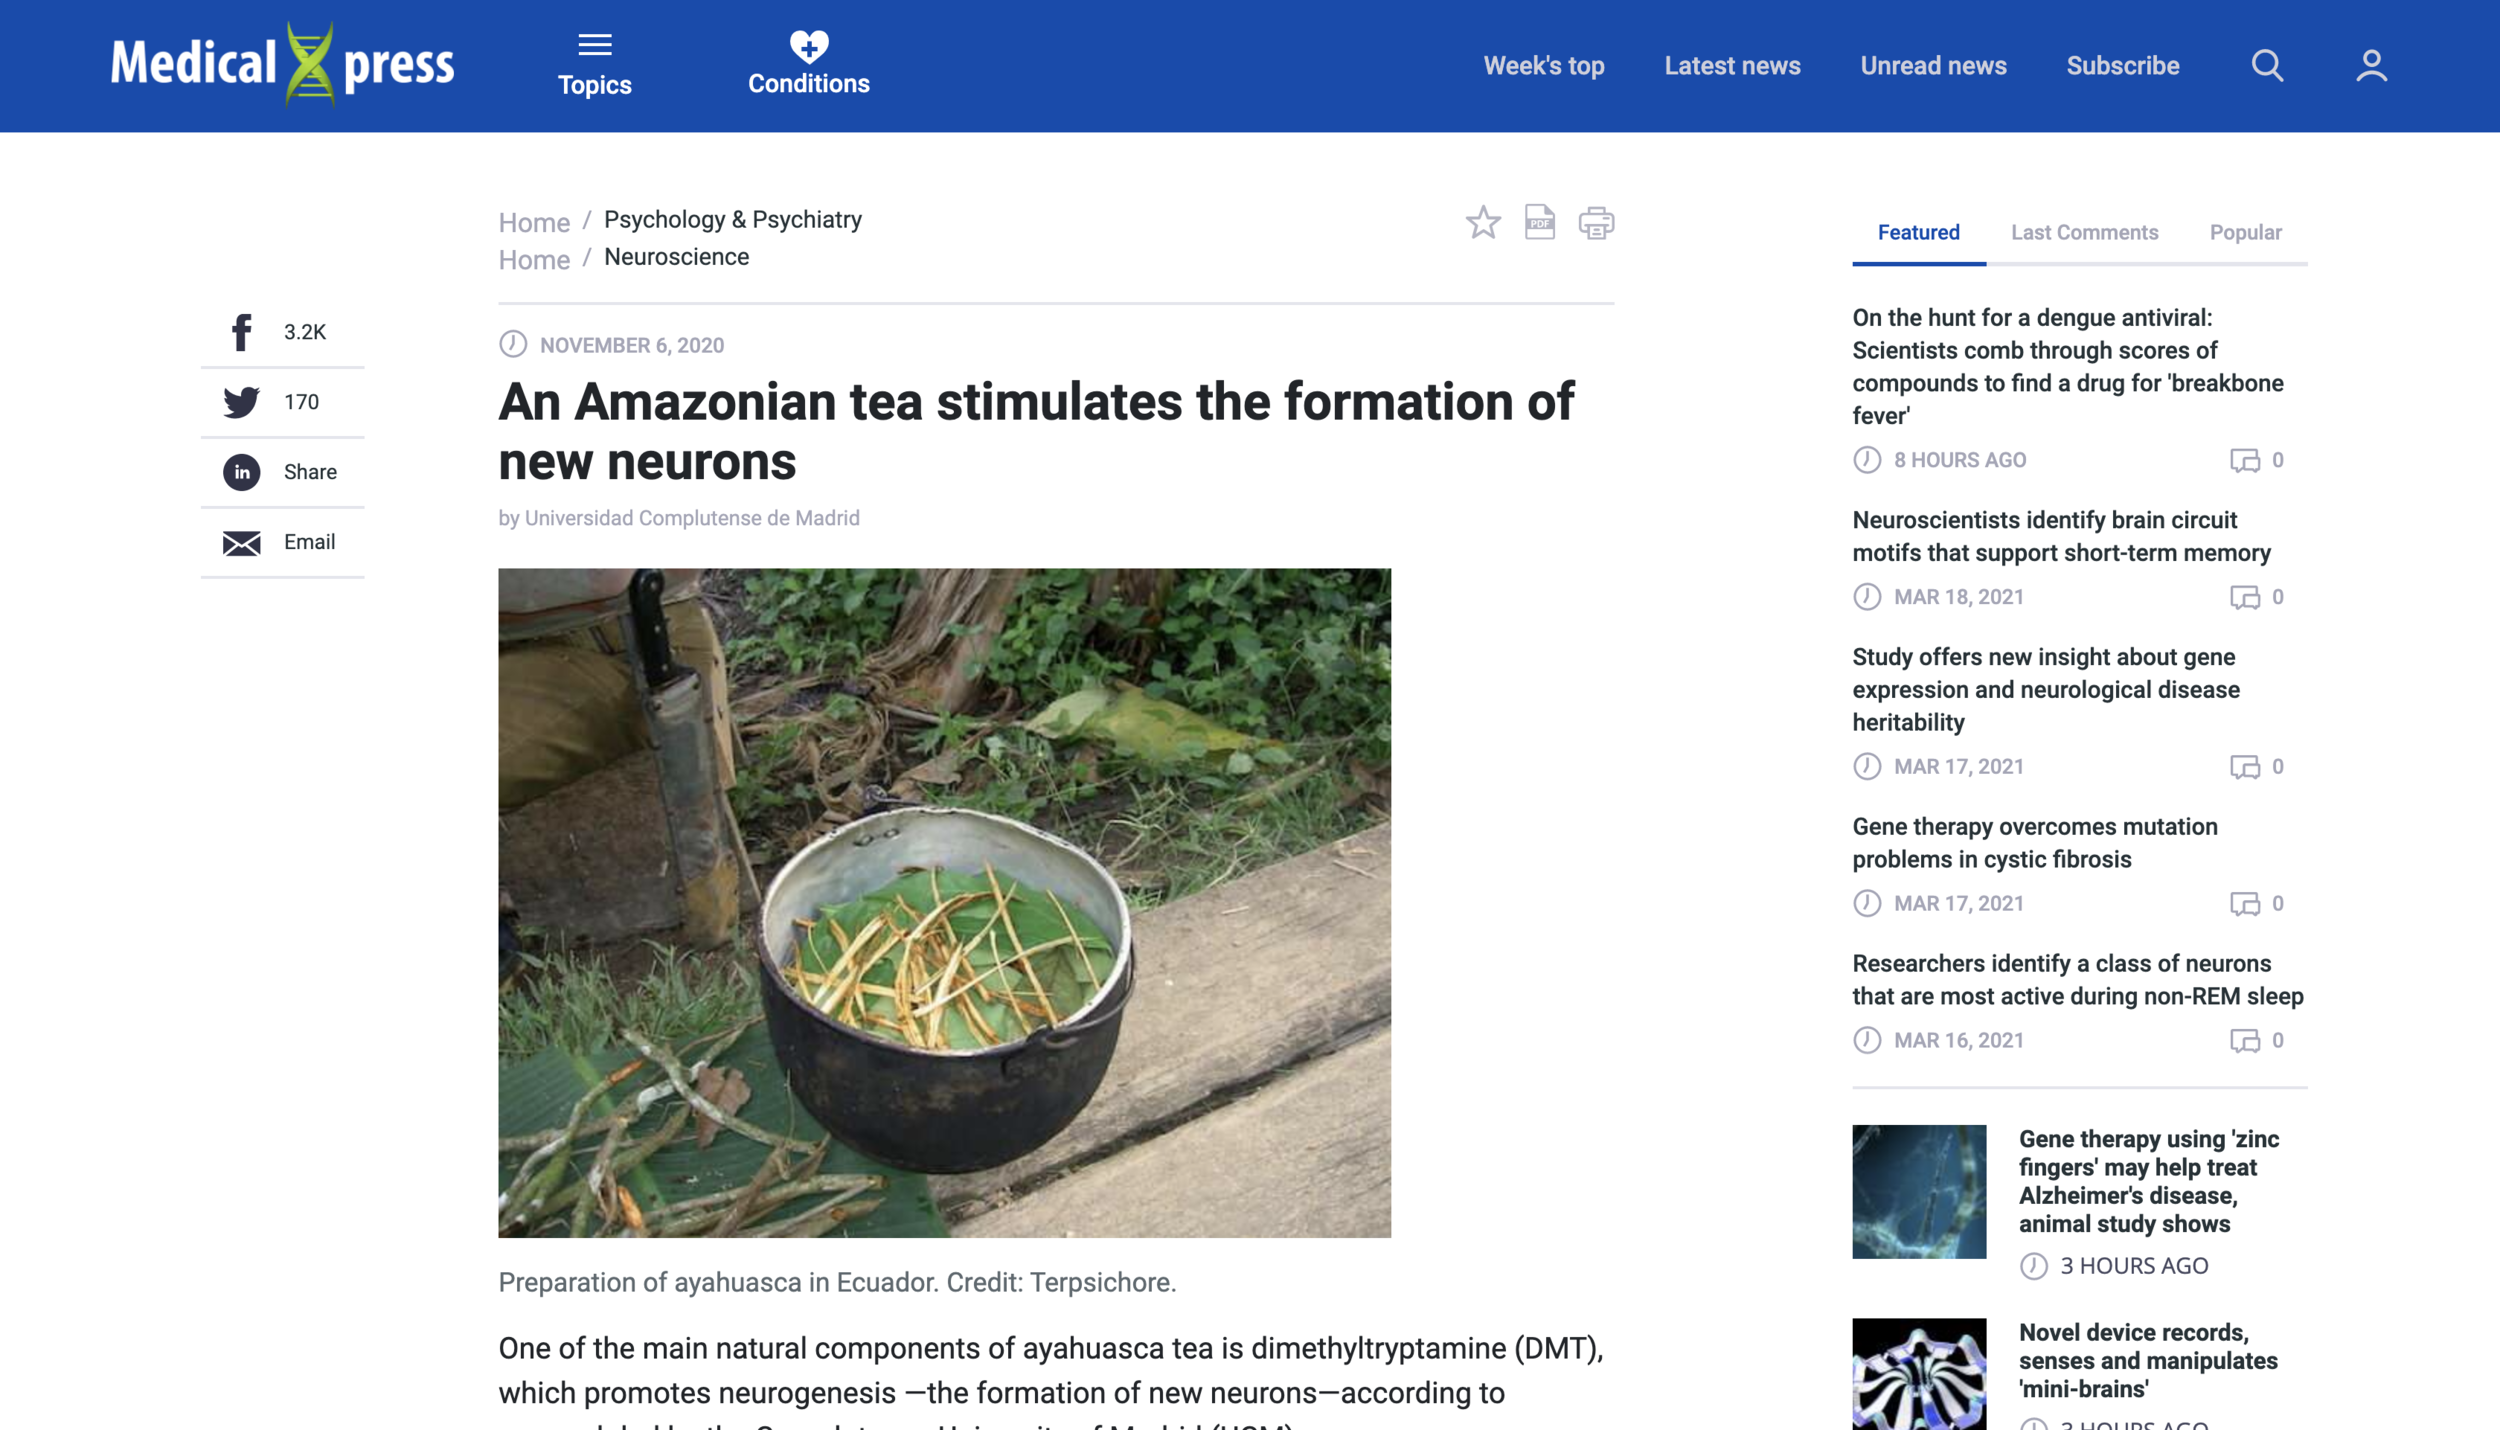 Medical Xpress
Topics
Conditions
Week's top
Latest news
Unread news
Subscribe
Home / Psychology & Psychiatry
Home / Neuroscience
PDF
3.2K
170
in Share
Email
NOVEMBER 6, 2020
An Amazonian tea stimulates the formation of
new neurons
by Universidad Complutense de Madrid
Preparation of ayahuasca in Ecuador. Credit: Terpsichore.
One of the main natural components of ayahuasca tea is dimethyltryptamine (DMT),
which promotes neurogenesis —the formation of new neurons—according to
Featured
Last Comments
Popular
On the hunt for a dengue antiviral:
Scientists comb through scores of
compounds to find a drug for 'breakbone
fever'
8 HOURS AGO 0
Neuroscientists identify brain circuit
motifs that support short-term memory
MAR 18, 2021 0
Study offers new insight about gene
expression and neurological disease
heritability
MAR 17, 2021 0
Gene therapy overcomes mutation
problems in cystic fibrosis
MAR 17, 2021 0
Researchers identify a class of neurons
that are most active during non-REM sleep
MAR 16, 2021 0
Gene therapy using 'zinc
fingers' may help treat
Alzheimer's disease,
animal study shows
3 HOURS AGO
Novel device records,
senses and manipulates
'mini-brains'
3 HOURS AGO